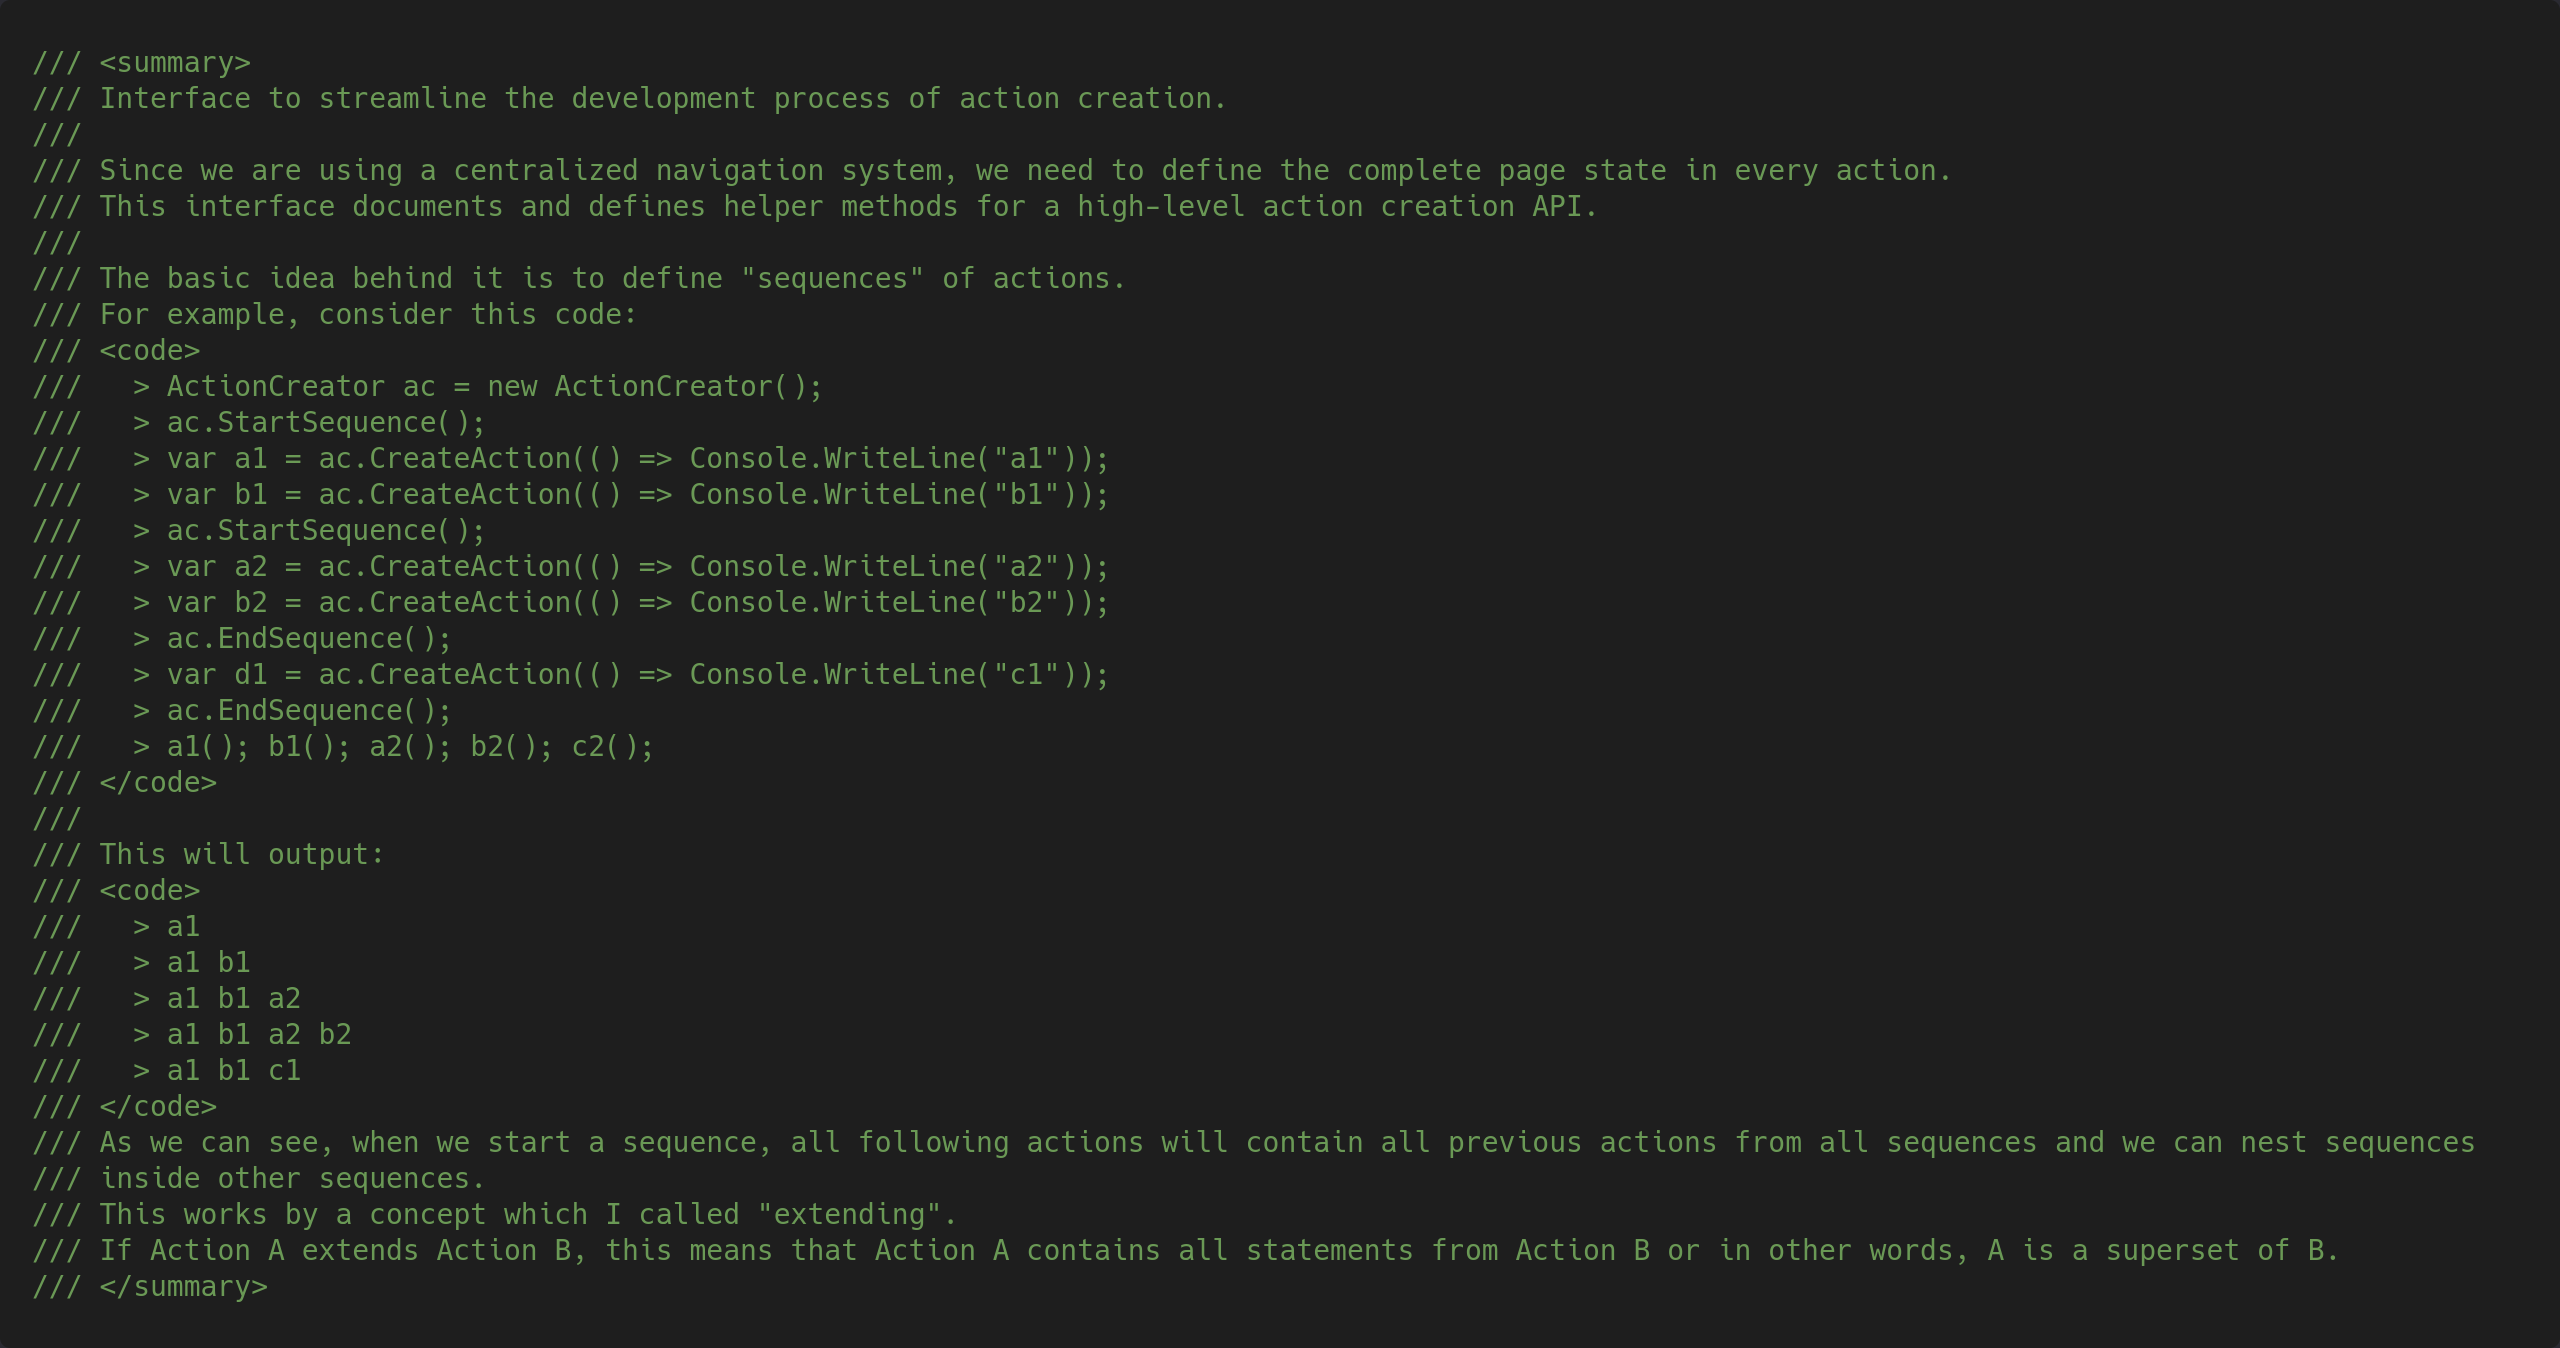 /// <summary>
/// Interface to streamline the development process of action creation.
///
/// Since we are using a centralized navigation system, we need to define the complete page state in every action.
/// This interface documents and defines helper methods for a high-level action creation API.
///
/// The basic idea behind it is to define "sequences" of actions.
/// For example, consider this code:
/// <code>
///   > ActionCreator ac = new ActionCreator();
///   > ac.StartSequence();
///   > var a1 = ac.CreateAction(() => Console.WriteLine("a1"));
///   > var b1 = ac.CreateAction(() => Console.WriteLine("b1"));
///   > ac.StartSequence();
///   > var a2 = ac.CreateAction(() => Console.WriteLine("a2"));
///   > var b2 = ac.CreateAction(() => Console.WriteLine("b2"));
///   > ac.EndSequence();
///   > var d1 = ac.CreateAction(() => Console.WriteLine("c1"));
///   > ac.EndSequence();
///   > a1(); b1(); a2(); b2(); c2();
/// </code>
///
/// This will output:
/// <code>
///   > a1
///   > a1 b1
///   > a1 b1 a2
///   > a1 b1 a2 b2
///   > a1 b1 c1
/// </code>
/// As we can see, when we start a sequence, all following actions will contain all previous actions from all sequences and we can nest sequences
/// inside other sequences.
/// This works by a concept which I called "extending".
/// If Action A extends Action B, this means that Action A contains all statements from Action B or in other words, A is a superset of B.
/// </summary>